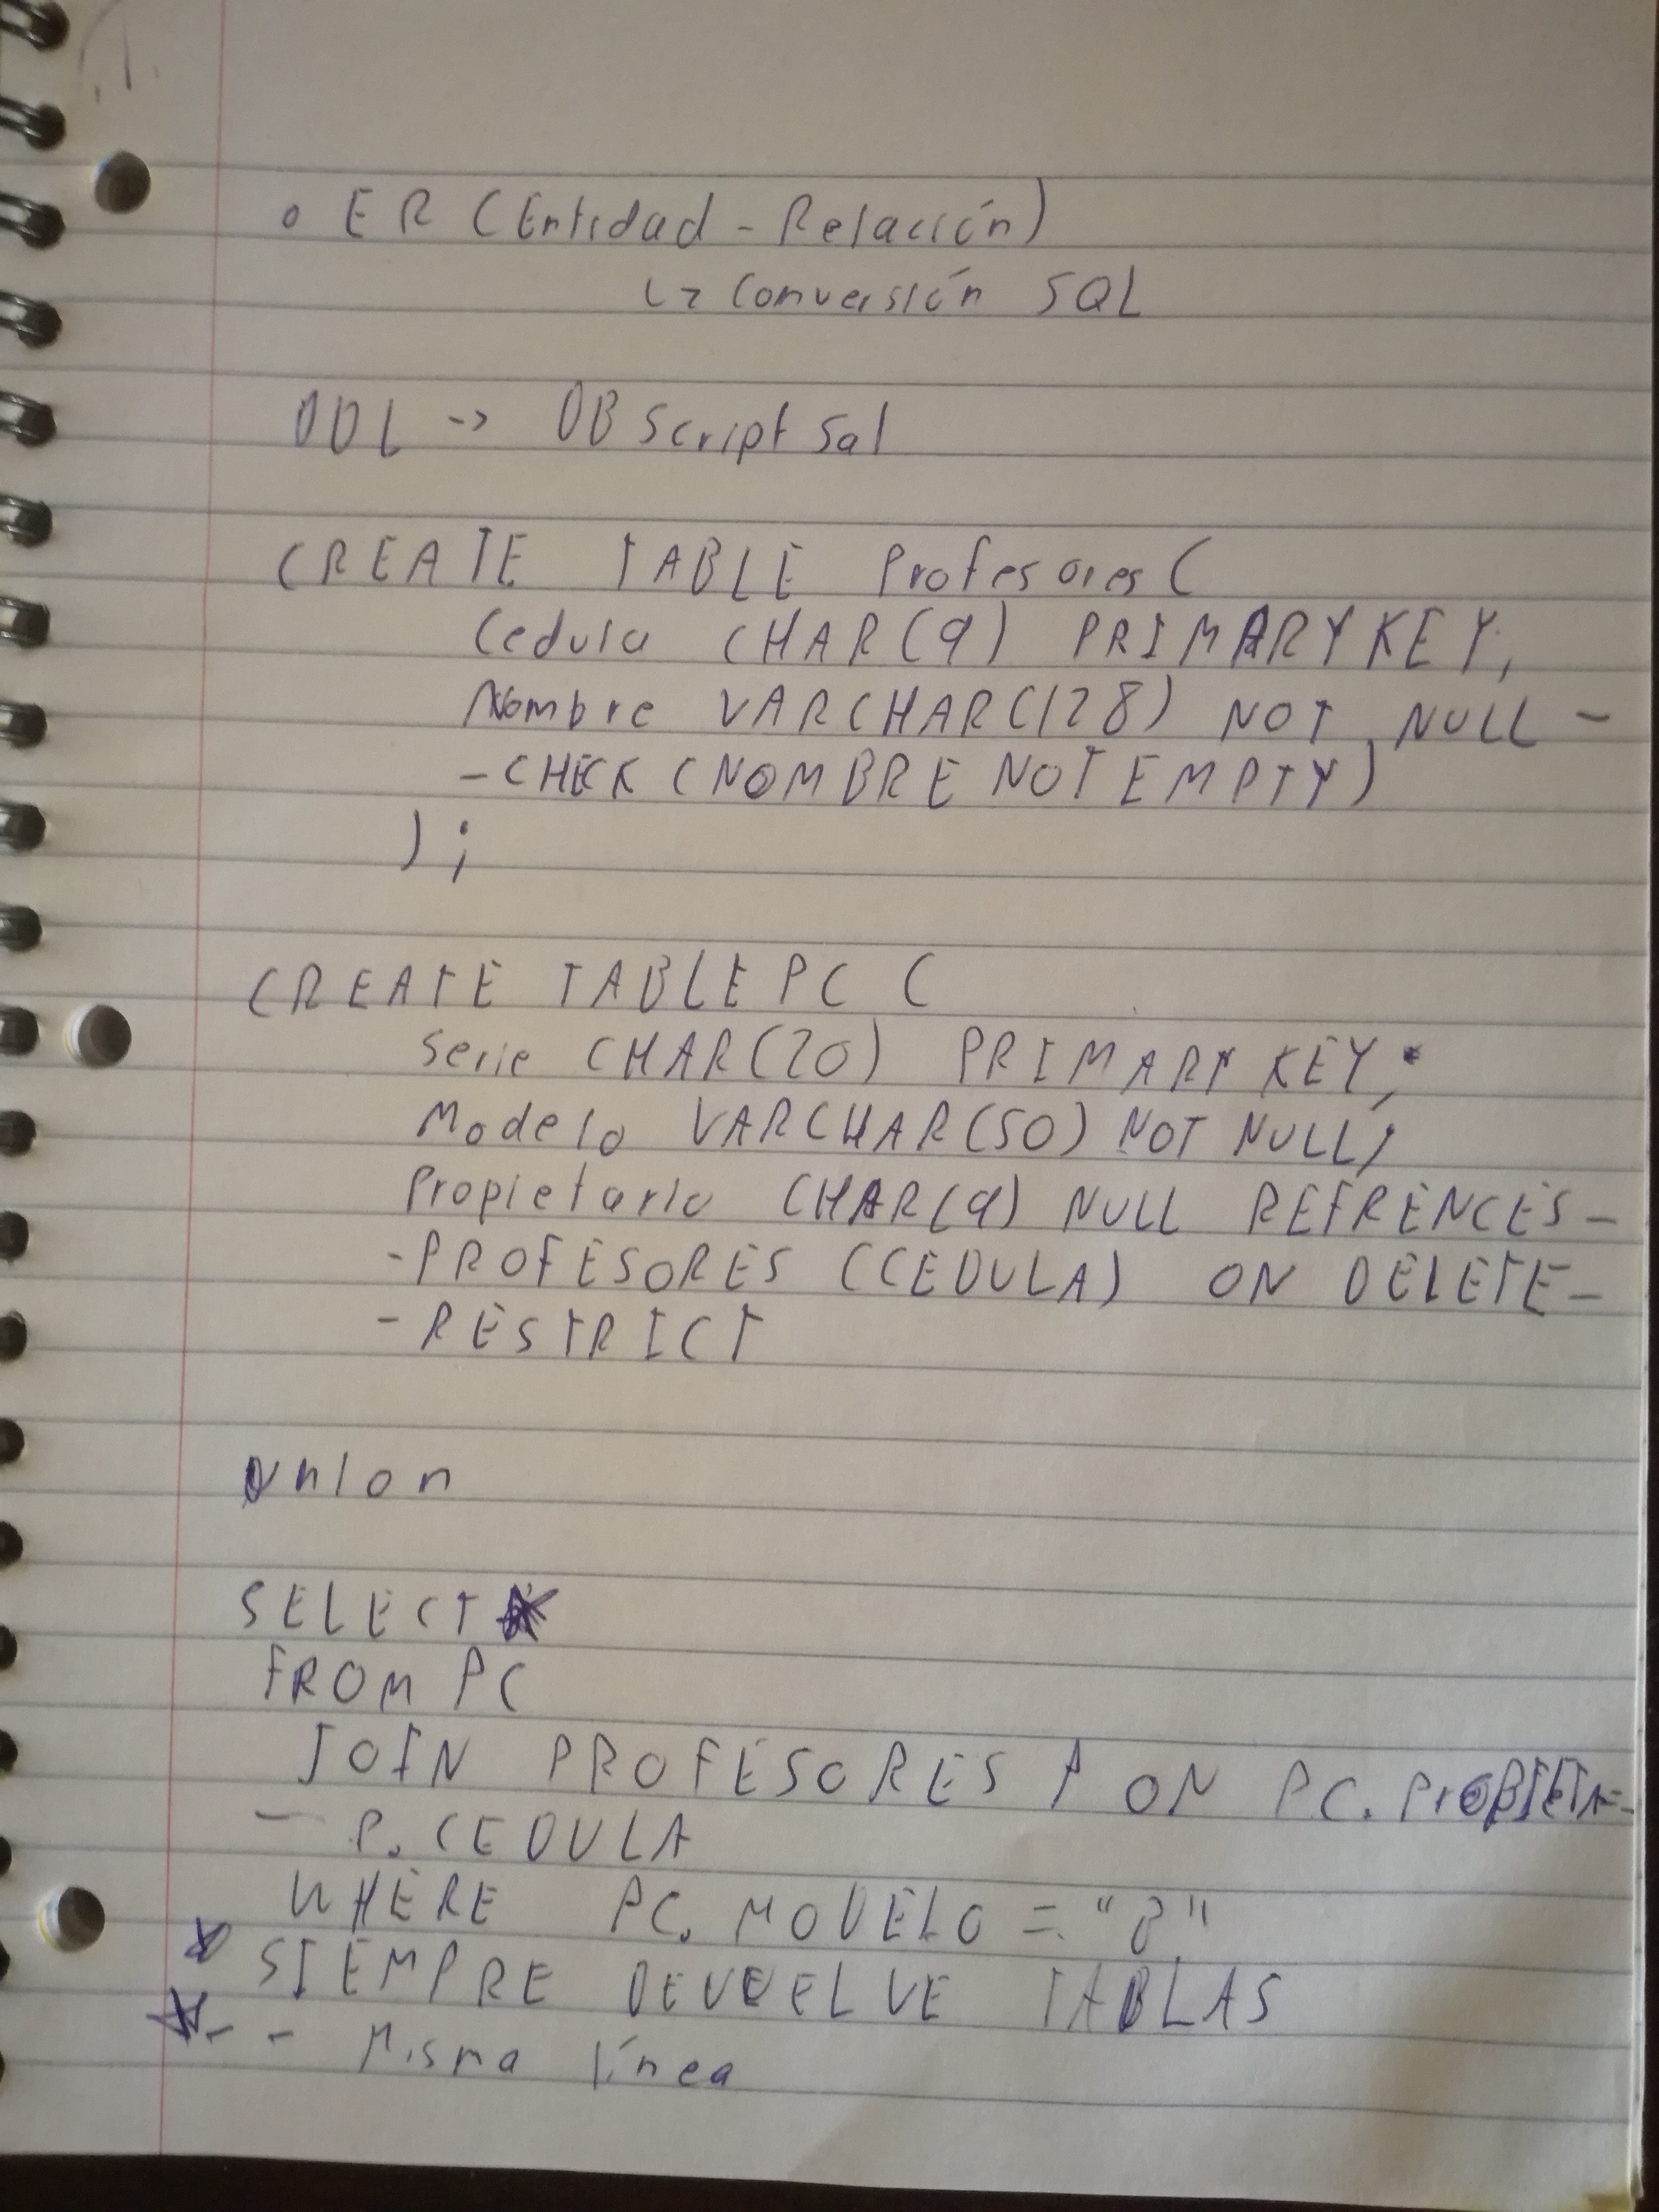 o ER (Entidad - Relación)
↳ Conversión SQL
DDL -> DB Script Sql
CREATE TABLE Profesores (
Cedula CHAR(9) PRIMARY KEY,
Nombre VARCHAR(128) NOT NULL -
- CHECK (NOMBRE NOT EMPTY)
);
CREATE TABLE PC (
Serie CHAR(20) PRIMARY KEY,
Modelo VARCHAR(50) NOT NULL,
Propietario CHAR(9) NULL REFRENCES -
- PROFESORES (CEDULA) ON DELETE -
- RESTRICT
Union
SELECT *
FROM PC
JOIN PROFESORES P ON PC.
- P.CEDULA
WHERE PC.MODELO = "8"
* SIEMPRE DEVUELVE TABLAS
* - - Misma línea